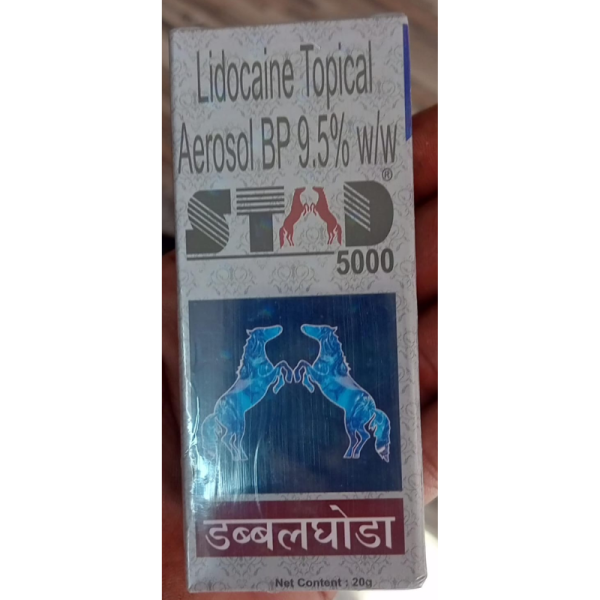 Lidocaine Topical
Aerosol BP 9.5% w/w
STAD®
5000
डब्बलघोडा
Net Content : 20g